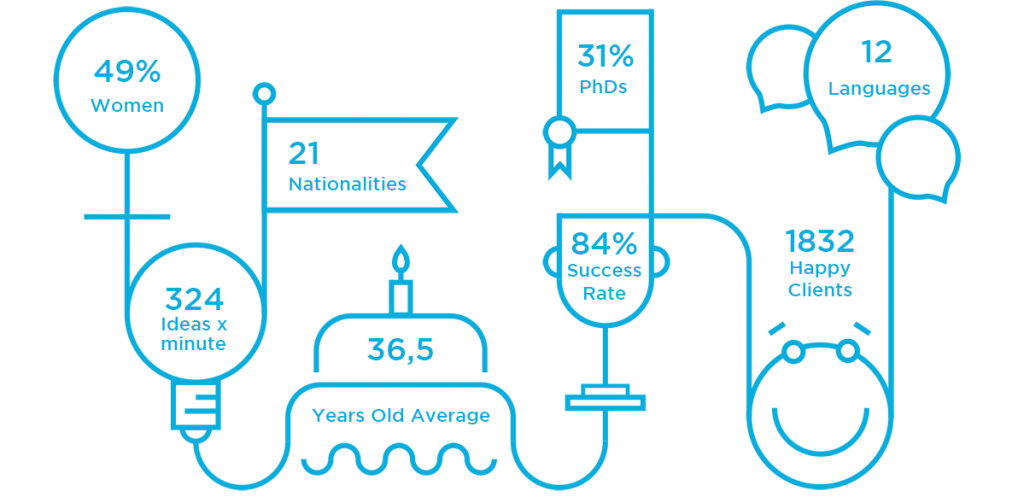 49%
Women
21
Nationalities
324
Ideas x
minute
36,5
Years Old Average
31%
PhDs
84%
Success
Rate
12
Languages
1832
Happy
Clients